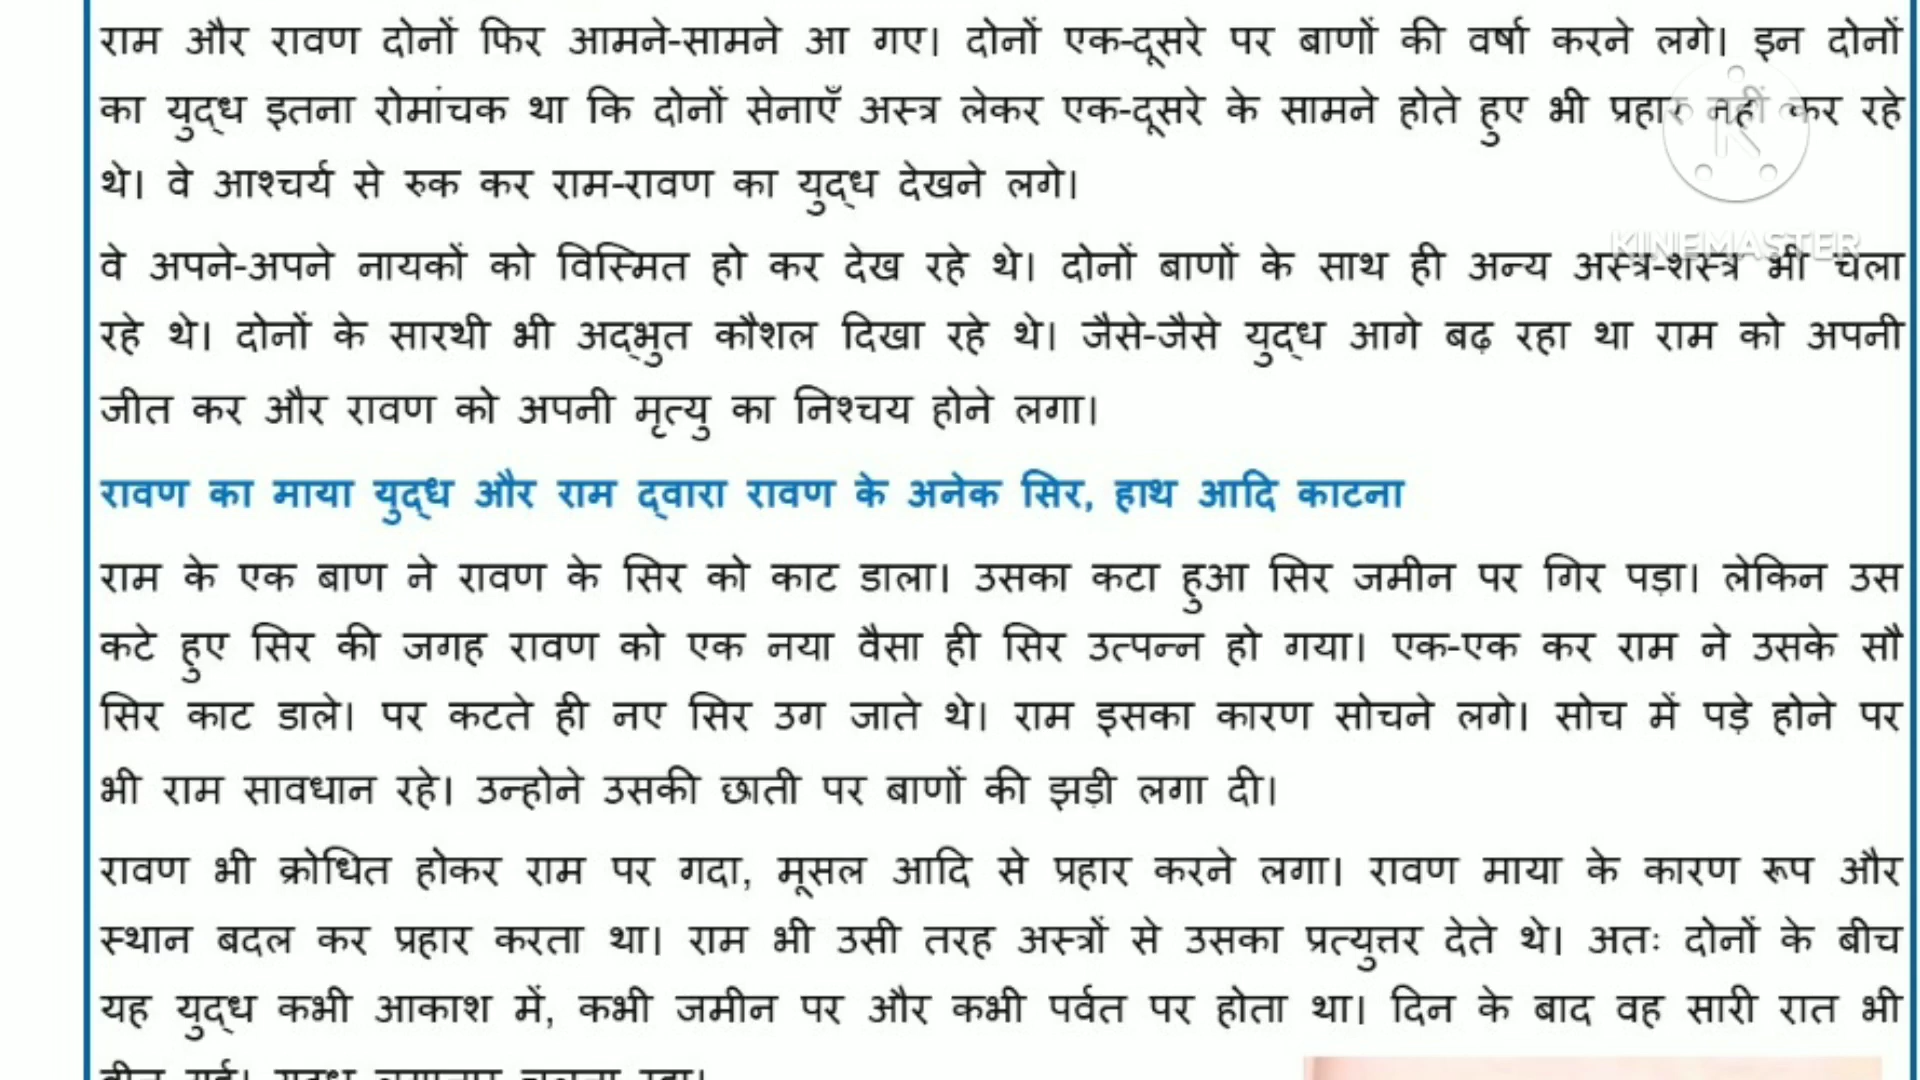 राम और रावण दोनों फिर आमने-सामने आ गए। दोनों एक-दूसरे पर बाणों की वर्षा करने लगे। इन दोनों
का युद्ध इतना रोमांचक था कि दोनों सेनाएँ अस्त्र लेकर एक-दूसरे के सामने होते हुए भी प्रहार नहीं कर रहे
थे। वे आश्चर्य से रुक कर राम-रावण का युद्ध देखने लगे।
KINEMASTER
वे अपने-अपने नायकों को विस्मित हो कर देख रहे थे। दोनों बाणों के साथ ही अन्य अस्त्र-शस्त्र भी चला
रहे थे। दोनों के सारथी भी अद्भुत कौशल दिखा रहे थे। जैसे-जैसे युद्ध आगे बढ़ रहा था राम को अपनी
जीत कर और रावण को अपनी मृत्यु का निश्चय होने लगा।
रावण का माया युद्ध और राम द्वारा रावण के अनेक सिर, हाथ आदि काटना
राम के एक बाण ने रावण के सिर को काट डाला। उसका कटा हुआ सिर जमीन पर गिर पड़ा। लेकिन उस
कटे हुए सिर की जगह रावण को एक नया वैसा ही सिर उत्पन्न हो गया। एक-एक कर राम ने उसके सौ
सिर काट डाले। पर कटते ही नए सिर उग जाते थे। राम इसका कारण सोचने लगे। सोच में पड़े होने पर
भी राम सावधान रहे। उन्होने उसकी छाती पर बाणों की झड़ी लगा दी।
रावण भी क्रोधित होकर राम पर गदा, मूसल आदि से प्रहार करने लगा। रावण माया के कारण रूप और
स्थान बदल कर प्रहार करता था। राम भी उसी तरह अस्त्रों से उसका प्रत्युत्तर देते थे। अतः दोनों के बीच
यह युद्ध कभी आकाश में, कभी जमीन पर और कभी पर्वत पर होता था। दिन के बाद वह सारी रात भी